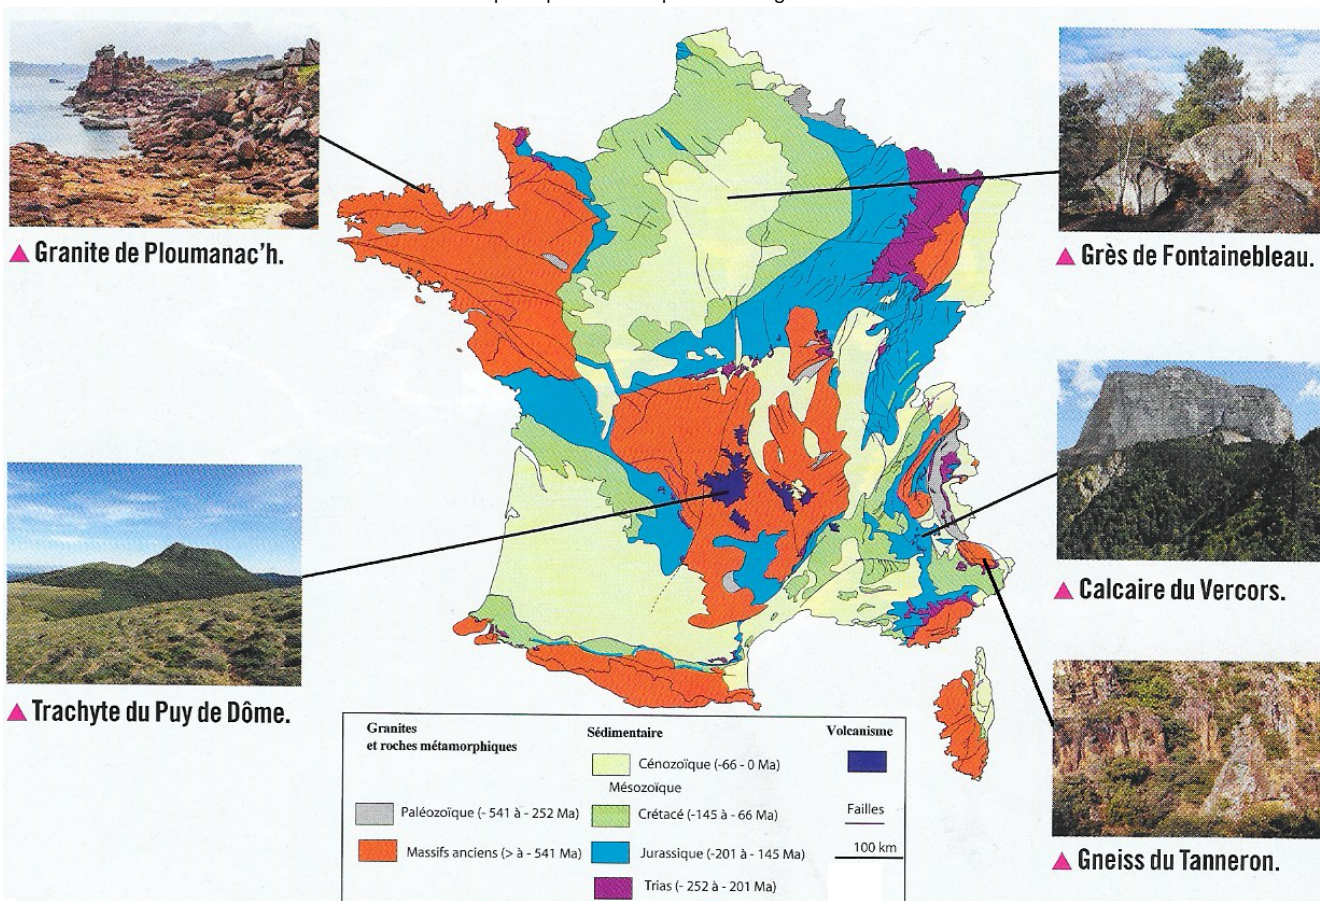 ▲ Granite de Ploumanac'h.
▲ Grès de Fontainebleau.
▲ Calcaire du Vercors.
▲ Trachyte du Puy de Dôme.
▲ Gneiss du Tanneron.
Granites
et roches métamorphiques
Paléozoïque (- 541 à - 252 Ma)
Massifs anciens (> à - 541 Ma)
Sédimentaire
Cénozoïque (-66 - 0 Ma)
Mésozoïque
Crétacé (-145 à - 66 Ma)
Jurassique (-201 à - 145 Ma)
Trias (- 252 à - 201 Ma)
Volcanisme
Failles
100 km